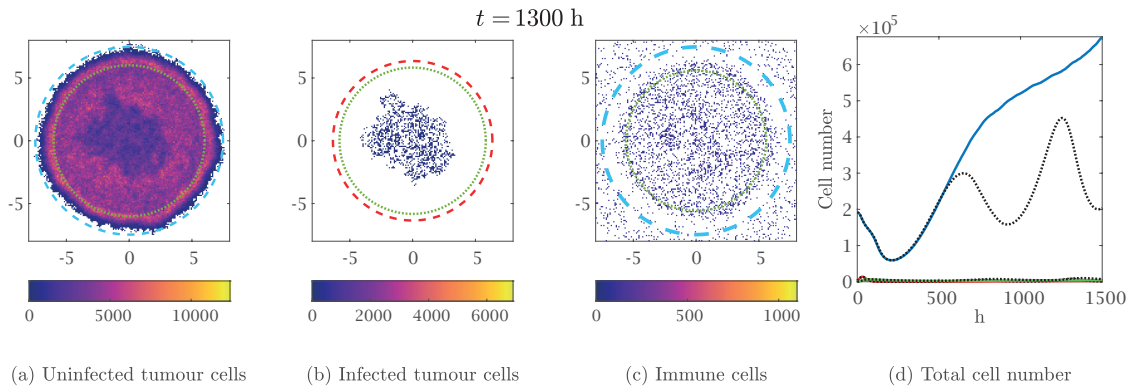 t = 1300 h
5
0
-5
-5 0 5
0 5000 10000
5
0
-5
-5 0 5
0 2000 4000 6000
5
0
-5
-5 0 5
0 500 1000
×10⁵
6
5
4
3
2
1
0
Cell number
0 500 1000 1500
h
(a) Uninfected tumour cells
(b) Infected tumour cells
(c) Immune cells
(d) Total cell number